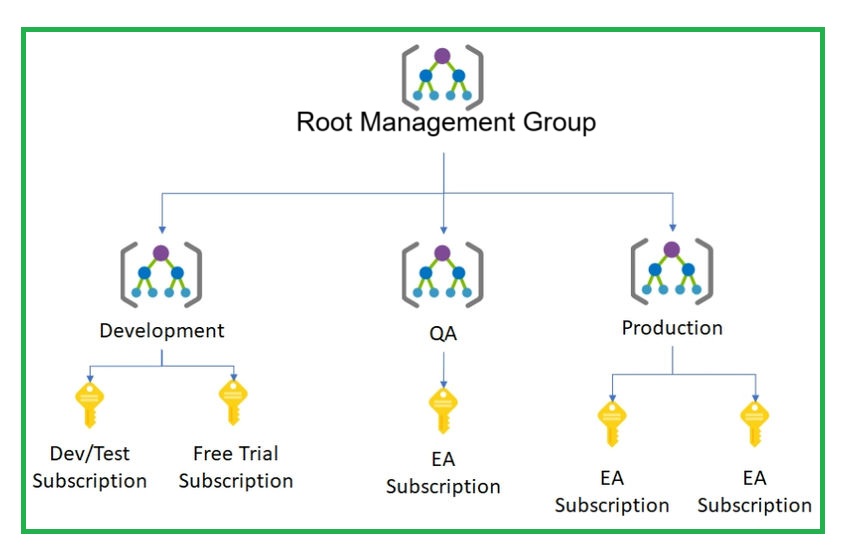 Root Management Group
Development
QA
Production
Dev/Test
Subscription
Free Trial
Subscription
EA
Subscription
EA
Subscription
EA
Subscription